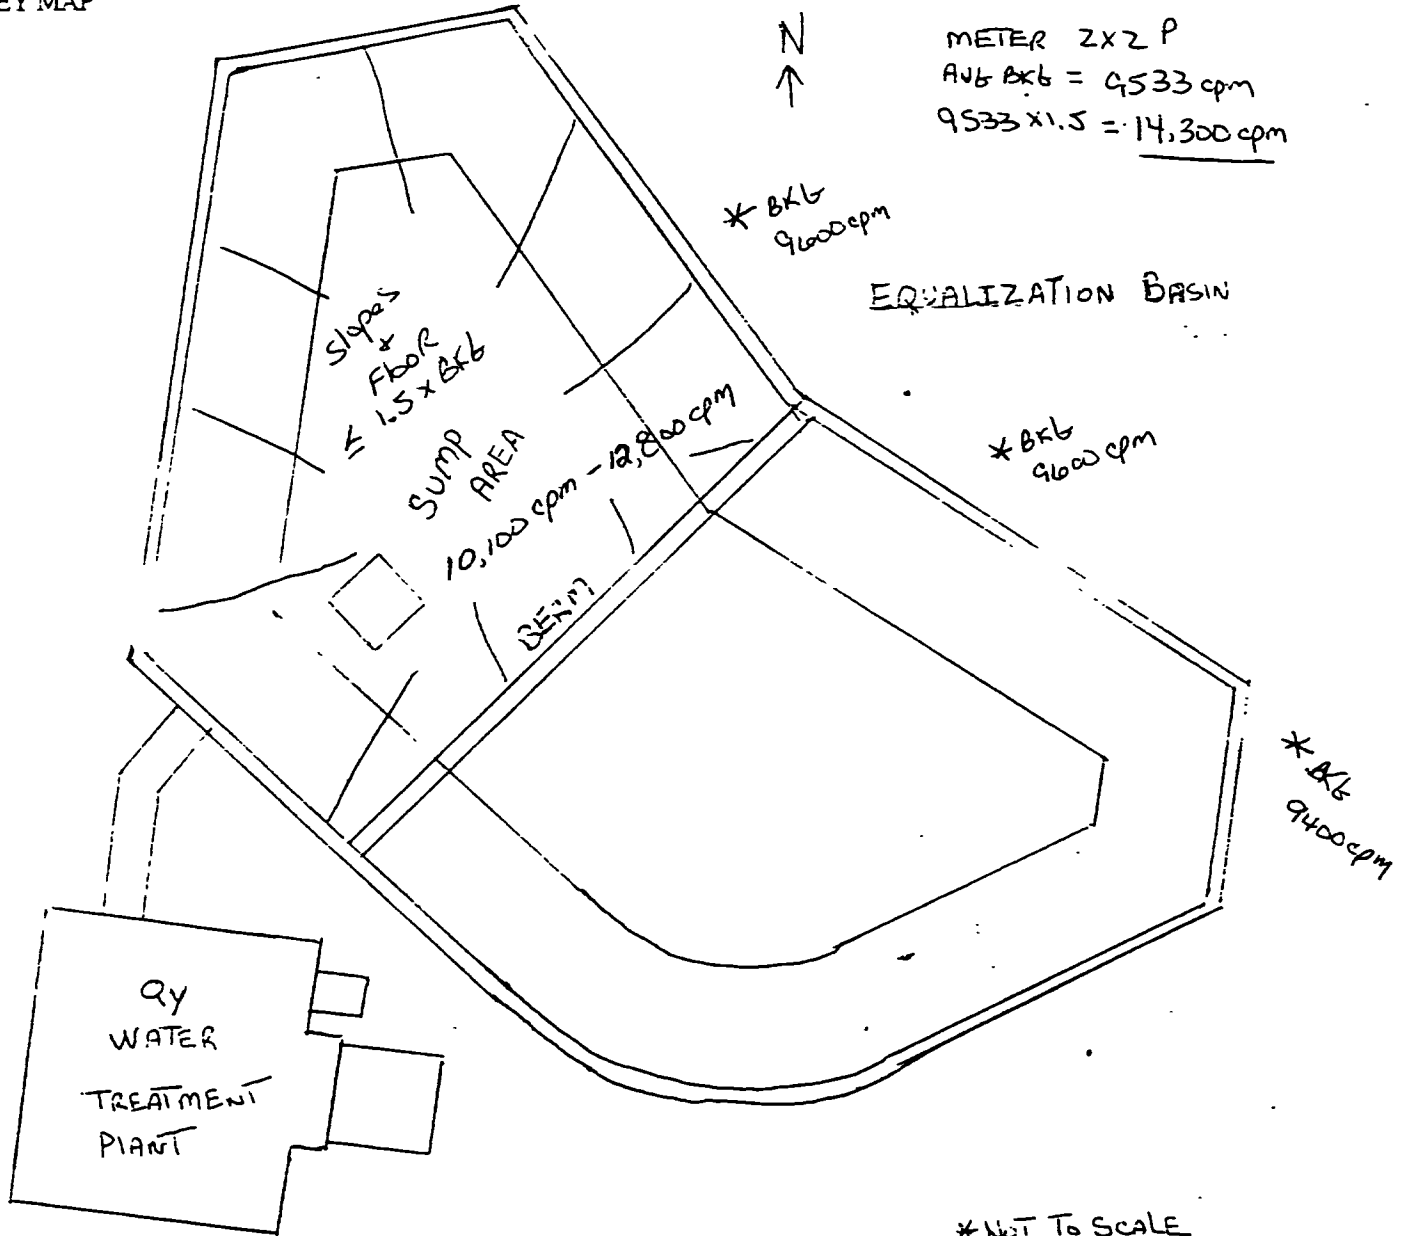 EY MAP
N
METER 2X2 P
AVG BKG = 9533 cpm
9533 X1.5 = 14,300 cpm
* BKG
9600 cpm
EQUALIZATION BASIN
Slopes
&
FlooR
≤ 1.5 x BKG
SUMP
AREA
10,100 cpm - 12,800 cpm
BERM
* BKG
9600 cpm
* BKG
9400 cpm
Qy
WATER
TREATMENT
PlANT
* NOT To SCALE